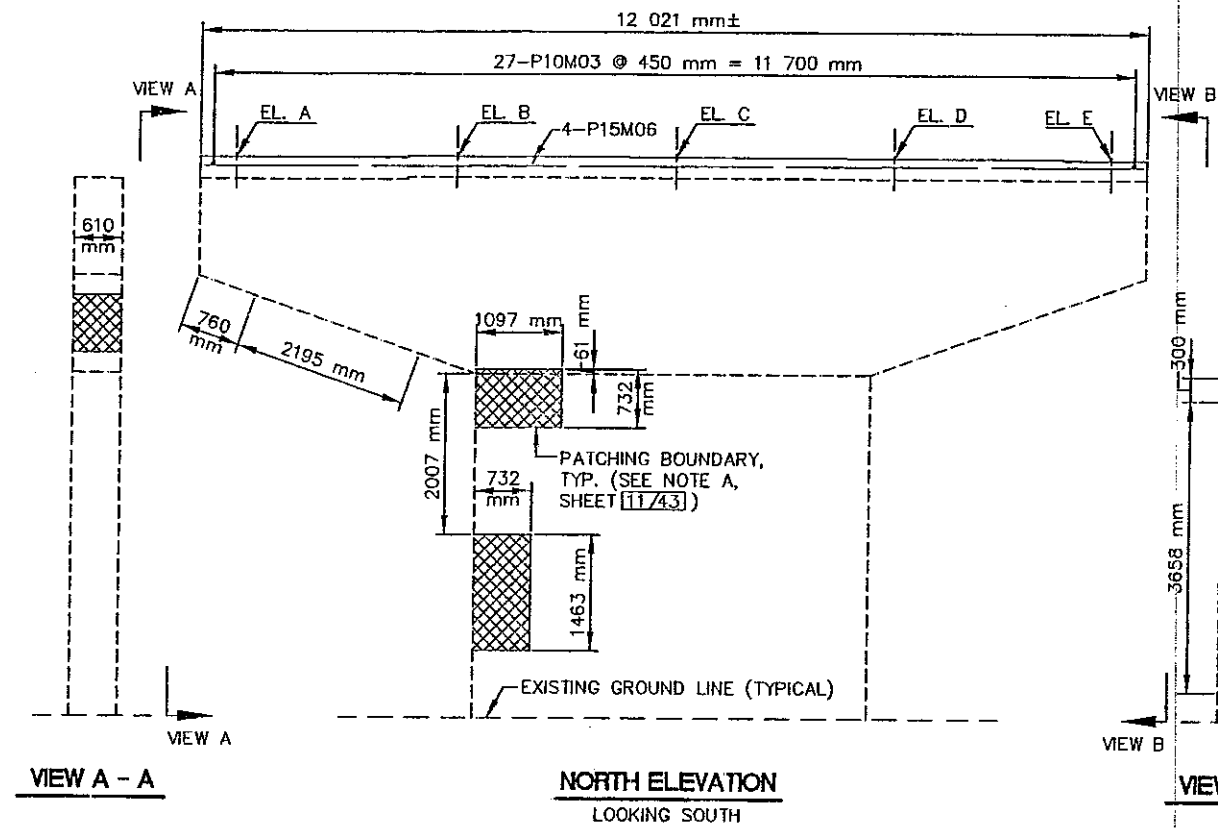 12 021 mm±
27-P10M03 @ 450 mm = 11 700 mm
VIEW A
VIEW B
EL. A
EL. B
4-P15M06
EL. C
EL. D
EL. E
610
mm
760
mm
2195 mm
1097 mm
61 mm
732
mm
300 mm
2007 mm
PATCHING BOUNDARY,
TYP. (SEE NOTE A,
SHEET 11/43)
732
mm
1463 mm
3658 mm
EXISTING GROUND LINE (TYPICAL)
VIEW A
VIEW B
VIEW A - A
NORTH ELEVATION
LOOKING SOUTH
VIEW